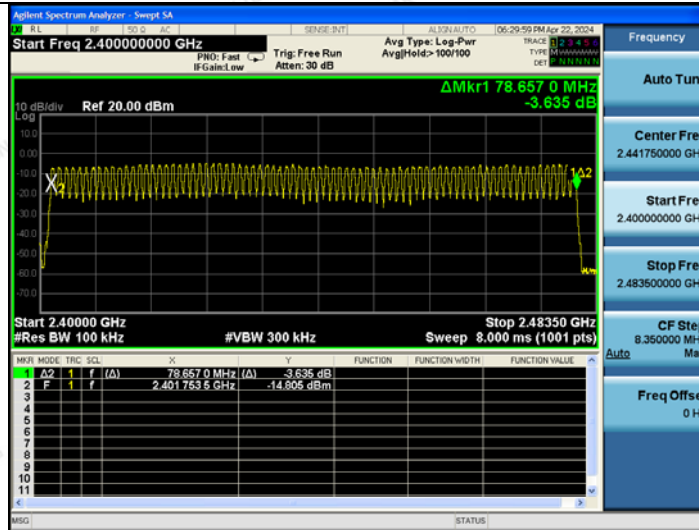 Agilent Spectrum Analyzer - Swept SA
RL RF 50 Ω AC SENSE:INT ALIGN AUTO 06:29:59 PM Apr 22, 2024
Start Freq 2.400000000 GHz
PNO: Fast
IFGain:Low
Trig: Free Run
Atten: 30 dB
Avg Type: Log-Pwr
Avg|Hold:> 100/100
TRACE 1 2 3 4 5 6
TYPE
DET P N N N N N
ΔMkr1 78.657 0 MHz
-3.635 dB
10 dB/div Ref 20.00 dBm
Log
10.0
0.00
-10.0
-20.0
-30.0
-40.0
-50.0
-60.0
-70.0
2
1Δ2
Start 2.40000 GHz Stop 2.48350 GHz
#Res BW 100 kHz #VBW 300 kHz Sweep 8.000 ms (1001 pts)
MKR MODE TRC SCL X Y FUNCTION FUNCTION WIDTH FUNCTION VALUE
1 Δ2 1 f (Δ) 78.657 0 MHz (Δ) -3.635 dB
2 F 1 f 2.401 753 5 GHz -14.805 dBm
3
4
5
6
7
8
9
10
11
MSG STATUS
Frequency
Auto Tun
Center Fre
2.441750000 GH
Start Fre
2.400000000 GH
Stop Fre
2.483500000 GH
CF Ste
8.350000 MH
Auto Ma
Freq Offse
0 H